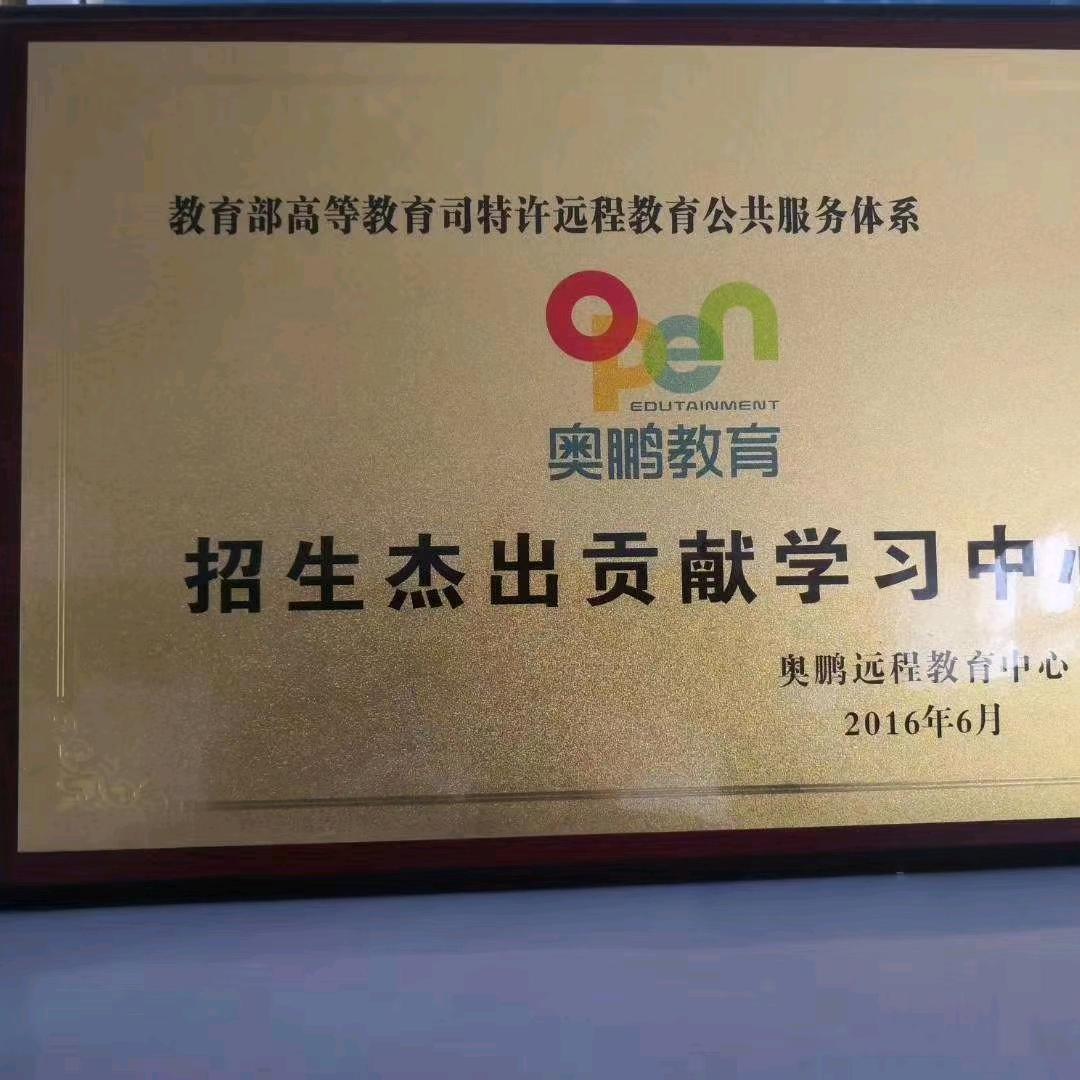 教育部高等教育司特许远程教育公共服务体系
open
EDUTAINMENT
奥鹏教育
招生杰出贡献学习中心
奥鹏远程教育中心
2016年6月